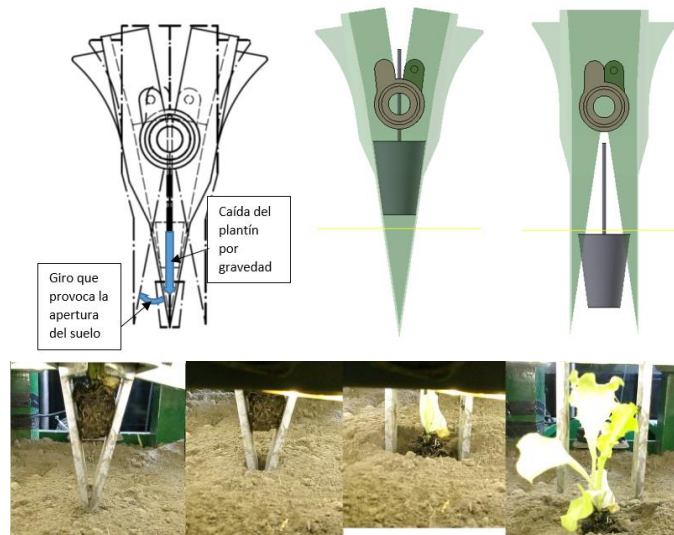 Caída del
plantín
por
gravedad
Giro que
provoca la
apertura
del suelo